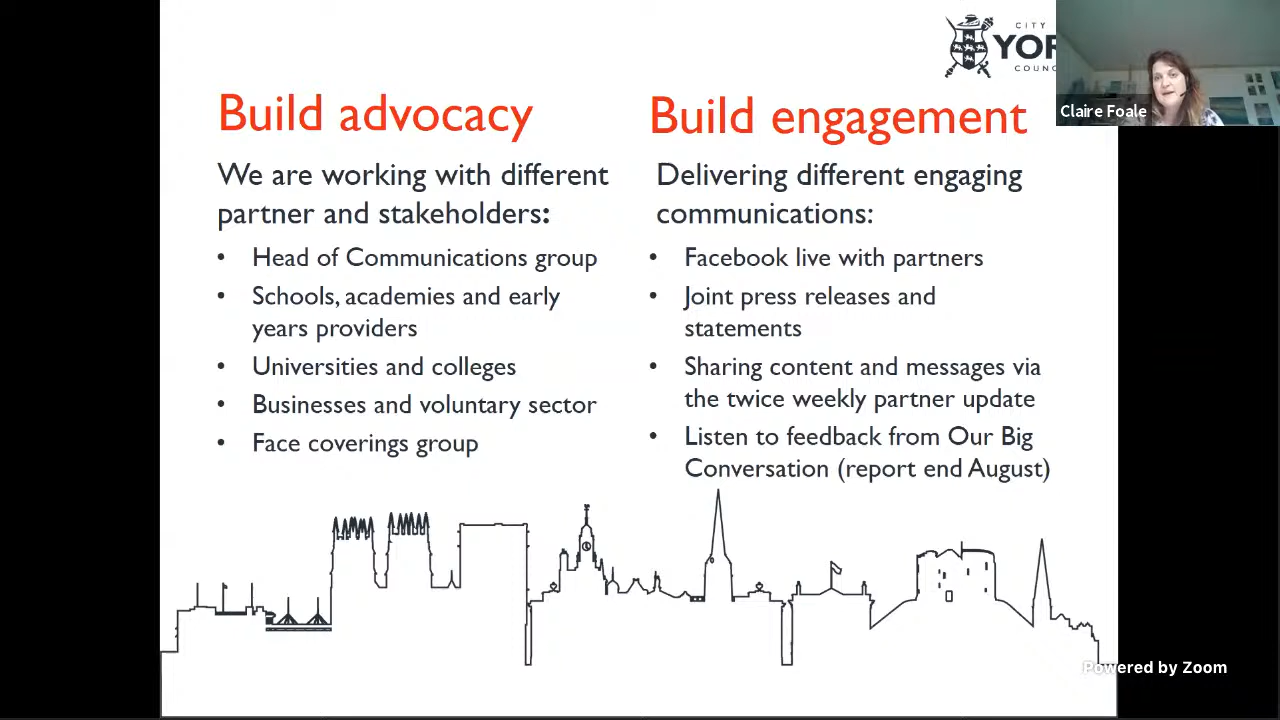 CITY
YOR
COUNC
Claire Foale
Build advocacy
We are working with different
partner and stakeholders:
• Head of Communications group
• Schools, academies and early
years providers
• Universities and colleges
• Businesses and voluntary sector
• Face coverings group
Build engagement
Delivering different engaging
communications:
• Facebook live with partners
• Joint press releases and
statements
• Sharing content and messages via
the twice weekly partner update
• Listen to feedback from Our Big
Conversation (report end August)
Powered by Zoom